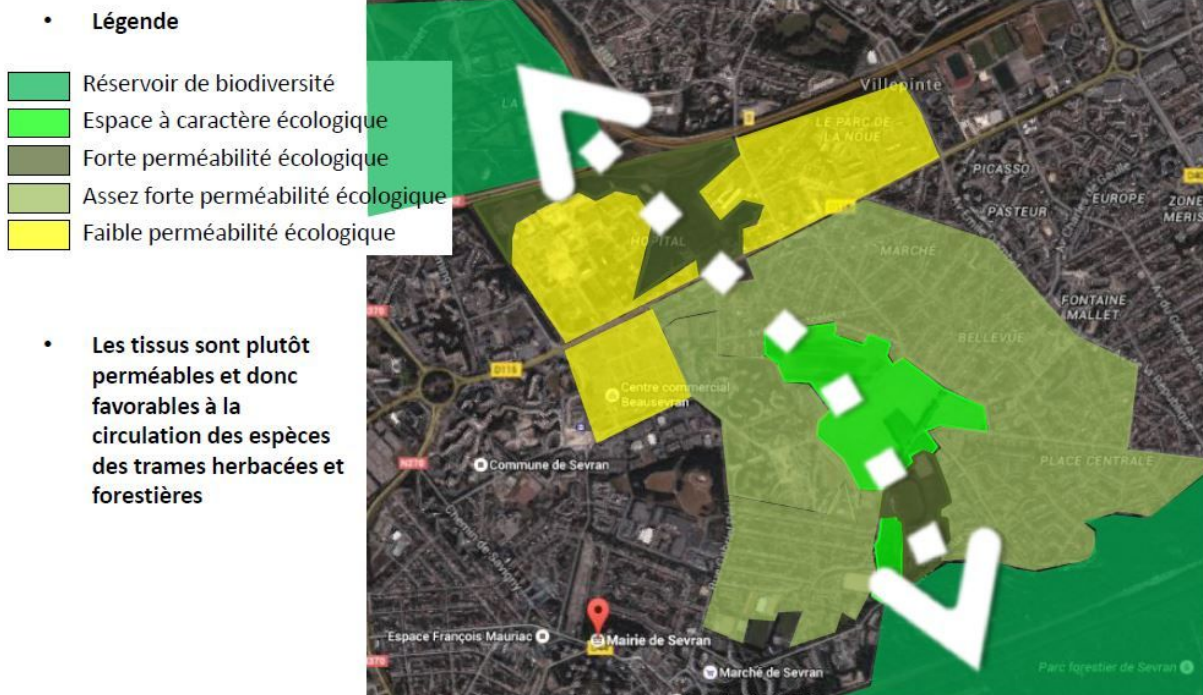 • Légende
Réservoir de biodiversité
Espace à caractère écologique
Forte perméabilité écologique
Assez forte perméabilité écologique
Faible perméabilité écologique
• Les tissus sont plutôt
perméables et donc
favorables à la
circulation des espèces
des trames herbacées et
forestières
Villepinte
LE PARC DE
LA NOUE
PICASSO
PASTEUR
EUROPE
ZONE
MERIS
HOPITAL
MARCHÉ
FONTAINE
MALLET
BELLEVUE
D115
Centre commercial
Beausevran
PLACE CENTRALE
N370
Commune de Sevran
Espace François Mauriac
Mairie de Sevran
Marché de Sevran
Parc forestier de Sevran